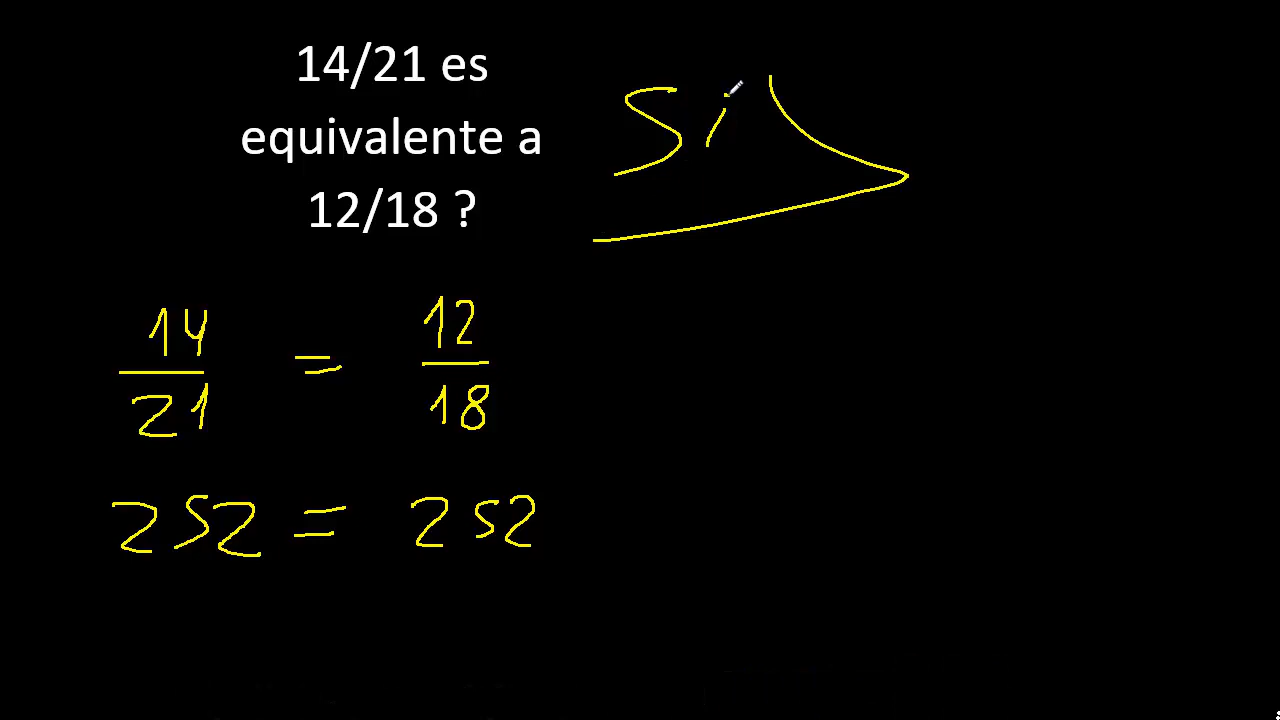 14/21 es
equivalente a
12/18 ?
Si
14 = 12
21 18
252 = 252